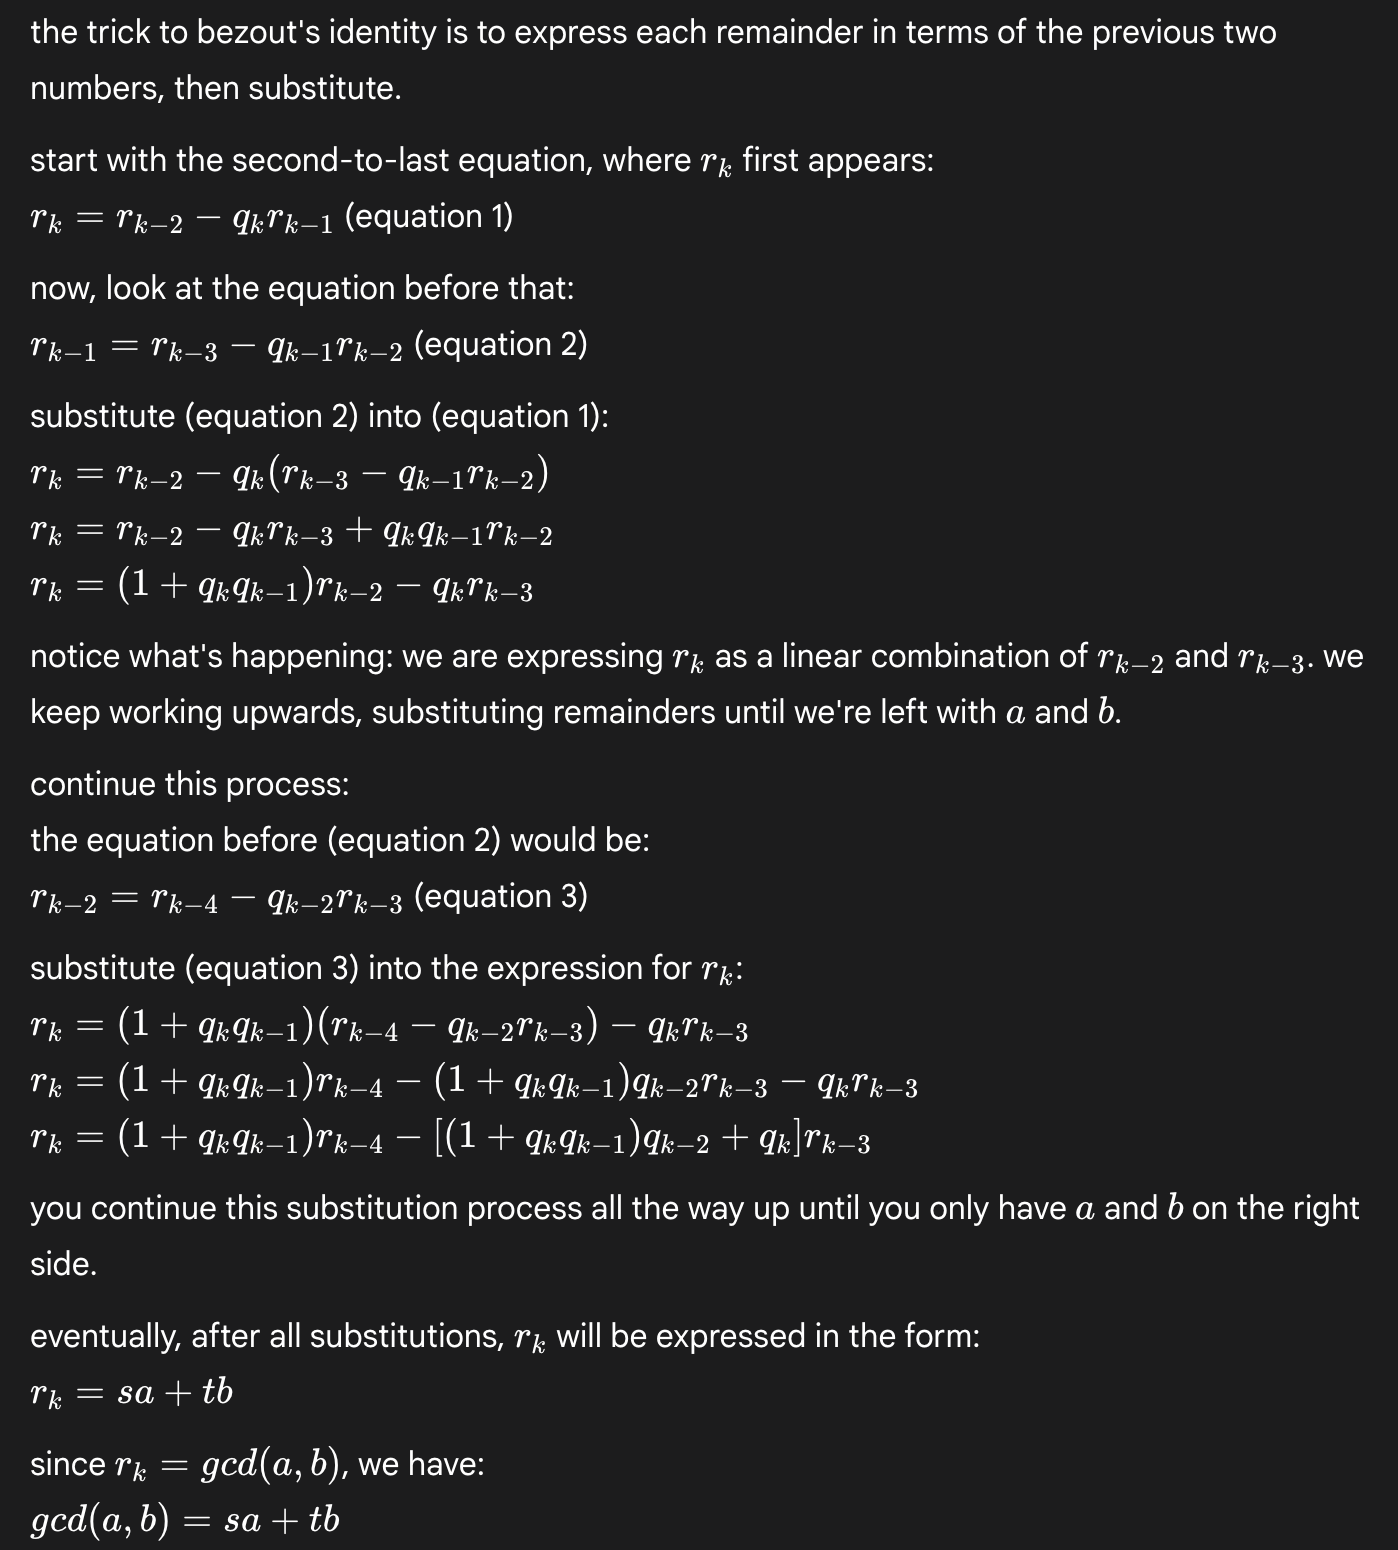 the trick to bezout's identity is to express each remainder in terms of the previous two
numbers, then substitute.
start with the second-to-last equation, where $r_k$ first appears:
$r_k = r_{k-2} - q_k r_{k-1}$ (equation 1)
now, look at the equation before that:
$r_{k-1} = r_{k-3} - q_{k-1} r_{k-2}$ (equation 2)
substitute (equation 2) into (equation 1):
$r_k = r_{k-2} - q_k(r_{k-3} - q_{k-1} r_{k-2})$
$r_k = r_{k-2} - q_k r_{k-3} + q_k q_{k-1} r_{k-2}$
$r_k = (1 + q_k q_{k-1}) r_{k-2} - q_k r_{k-3}$
notice what's happening: we are expressing $r_k$ as a linear combination of $r_{k-2}$ and $r_{k-3}$. we
keep working upwards, substituting remainders until we're left with $a$ and $b$.
continue this process:
the equation before (equation 2) would be:
$r_{k-2} = r_{k-4} - q_{k-2} r_{k-3}$ (equation 3)
substitute (equation 3) into the expression for $r_k$:
$r_k = (1 + q_k q_{k-1})(r_{k-4} - q_{k-2} r_{k-3}) - q_k r_{k-3}$
$r_k = (1 + q_k q_{k-1}) r_{k-4} - (1 + q_k q_{k-1}) q_{k-2} r_{k-3} - q_k r_{k-3}$
$r_k = (1 + q_k q_{k-1}) r_{k-4} - [(1 + q_k q_{k-1}) q_{k-2} + q_k] r_{k-3}$
you continue this substitution process all the way up until you only have $a$ and $b$ on the right
side.
eventually, after all substitutions, $r_k$ will be expressed in the form:
$r_k = sa + tb$
since $r_k = gcd(a, b)$, we have:
$gcd(a, b) = sa + tb$